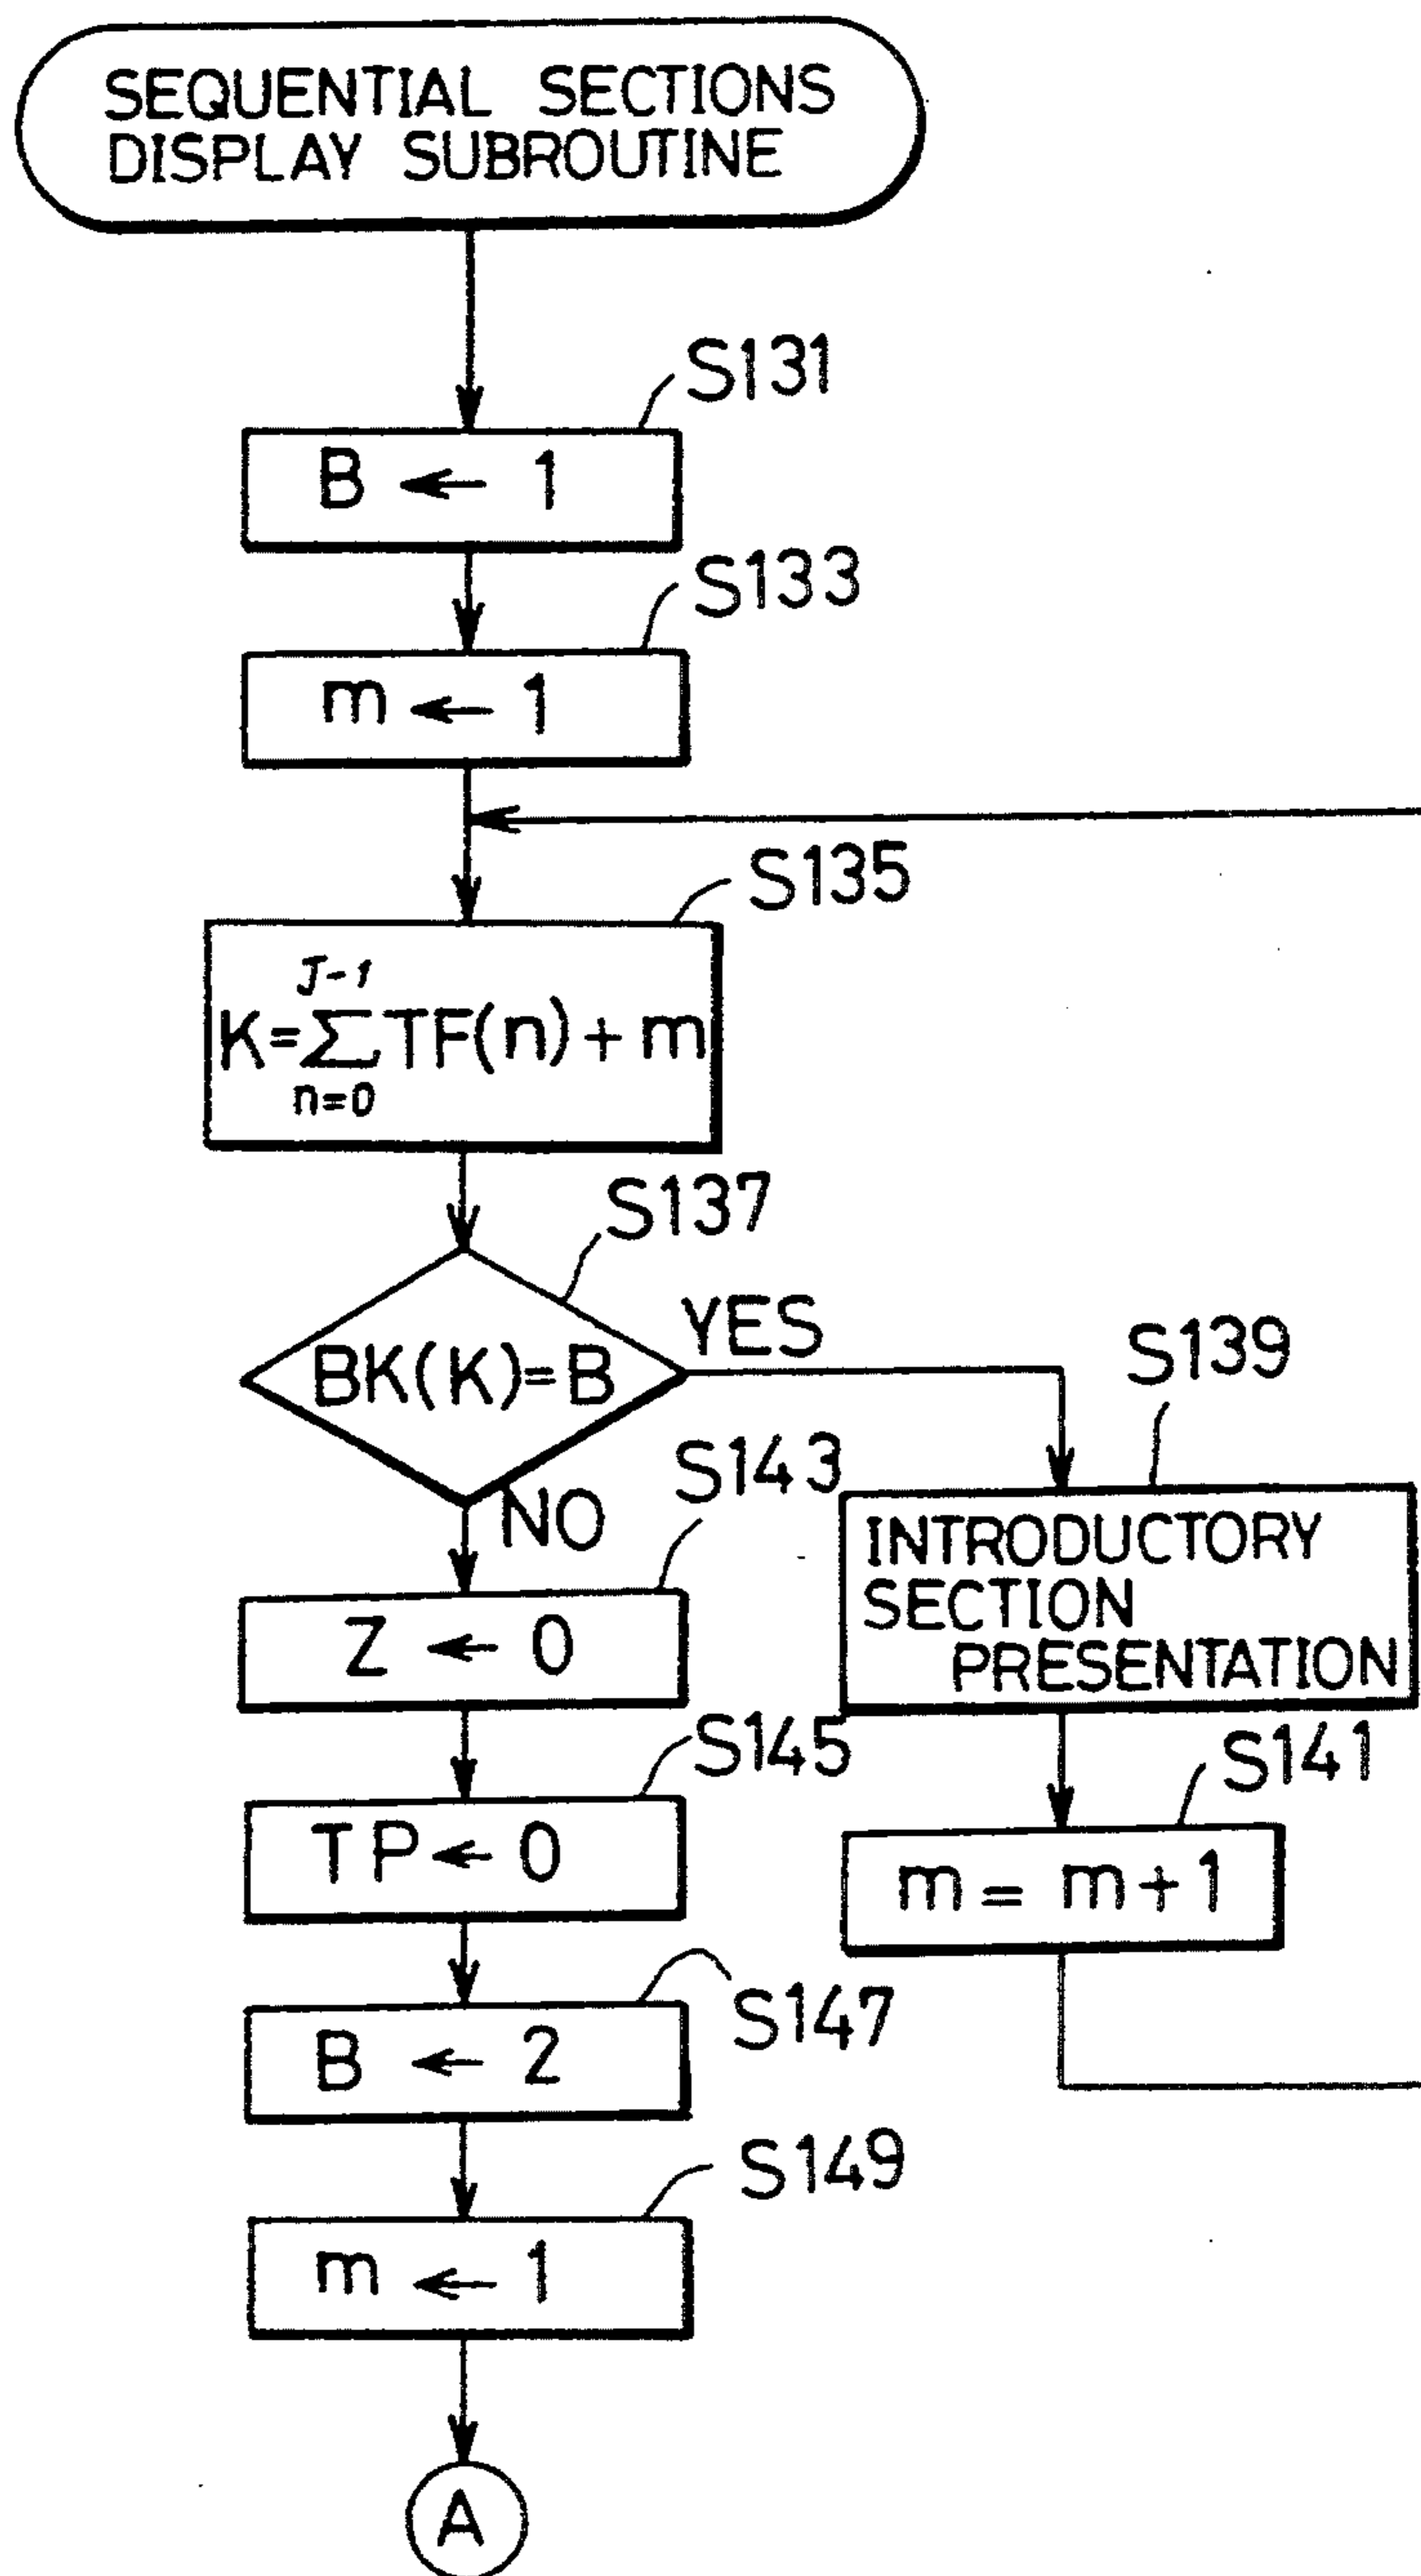 SEQUENTIAL SECTIONS
DISPLAY SUBROUTINE
S131
B ← 1
S133
m ← 1
S135
J-1
K=∑TF(n)+m
n=0
S137
BK(K)=B
YES
NO
S139
INTRODUCTORY
SECTION
PRESENTATION
S141
m = m+1
S143
Z ← 0
S145
TP ← 0
S147
B ← 2
S149
m ← 1
A